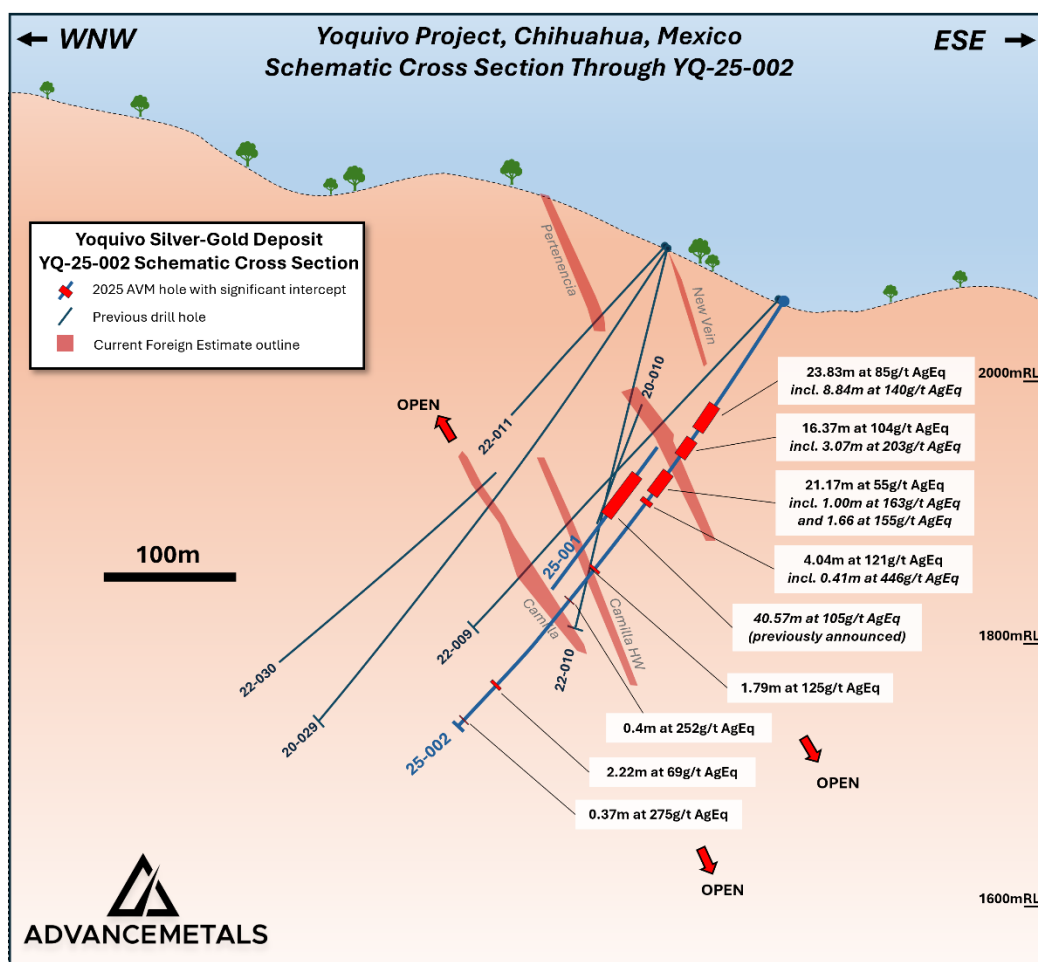 WNW
Yoquivo Project, Chihuahua, Mexico
Schematic Cross Section Through YQ-25-002
ESE
Yoquivo Silver-Gold Deposit
YQ-25-002 Schematic Cross Section
2025 AVM hole with significant intercept
Previous drill hole
Current Foreign Estimate outline
Pertenencia
New Vein
2000mRL
23.83m at 85g/t AgEq
incl. 8.84m at 140g/t AgEq
OPEN
22-011
20-010
16.37m at 104g/t AgEq
incl. 3.07m at 203g/t AgEq
21.17m at 55g/t AgEq
incl. 1.00m at 163g/t AgEq
and 1.66 at 155g/t AgEq
100m
25-001
4.04m at 121g/t AgEq
incl. 0.41m at 446g/t AgEq
40.57m at 105g/t AgEq
(previously announced)
Camilla
Camilla HW
22-009
22-010
1800mRL
22-030
1.79m at 125g/t AgEq
20-029
25-002
0.4m at 252g/t AgEq
2.22m at 69g/t AgEq
OPEN
0.37m at 275g/t AgEq
OPEN
1600mRL
ADVANCEMETALS